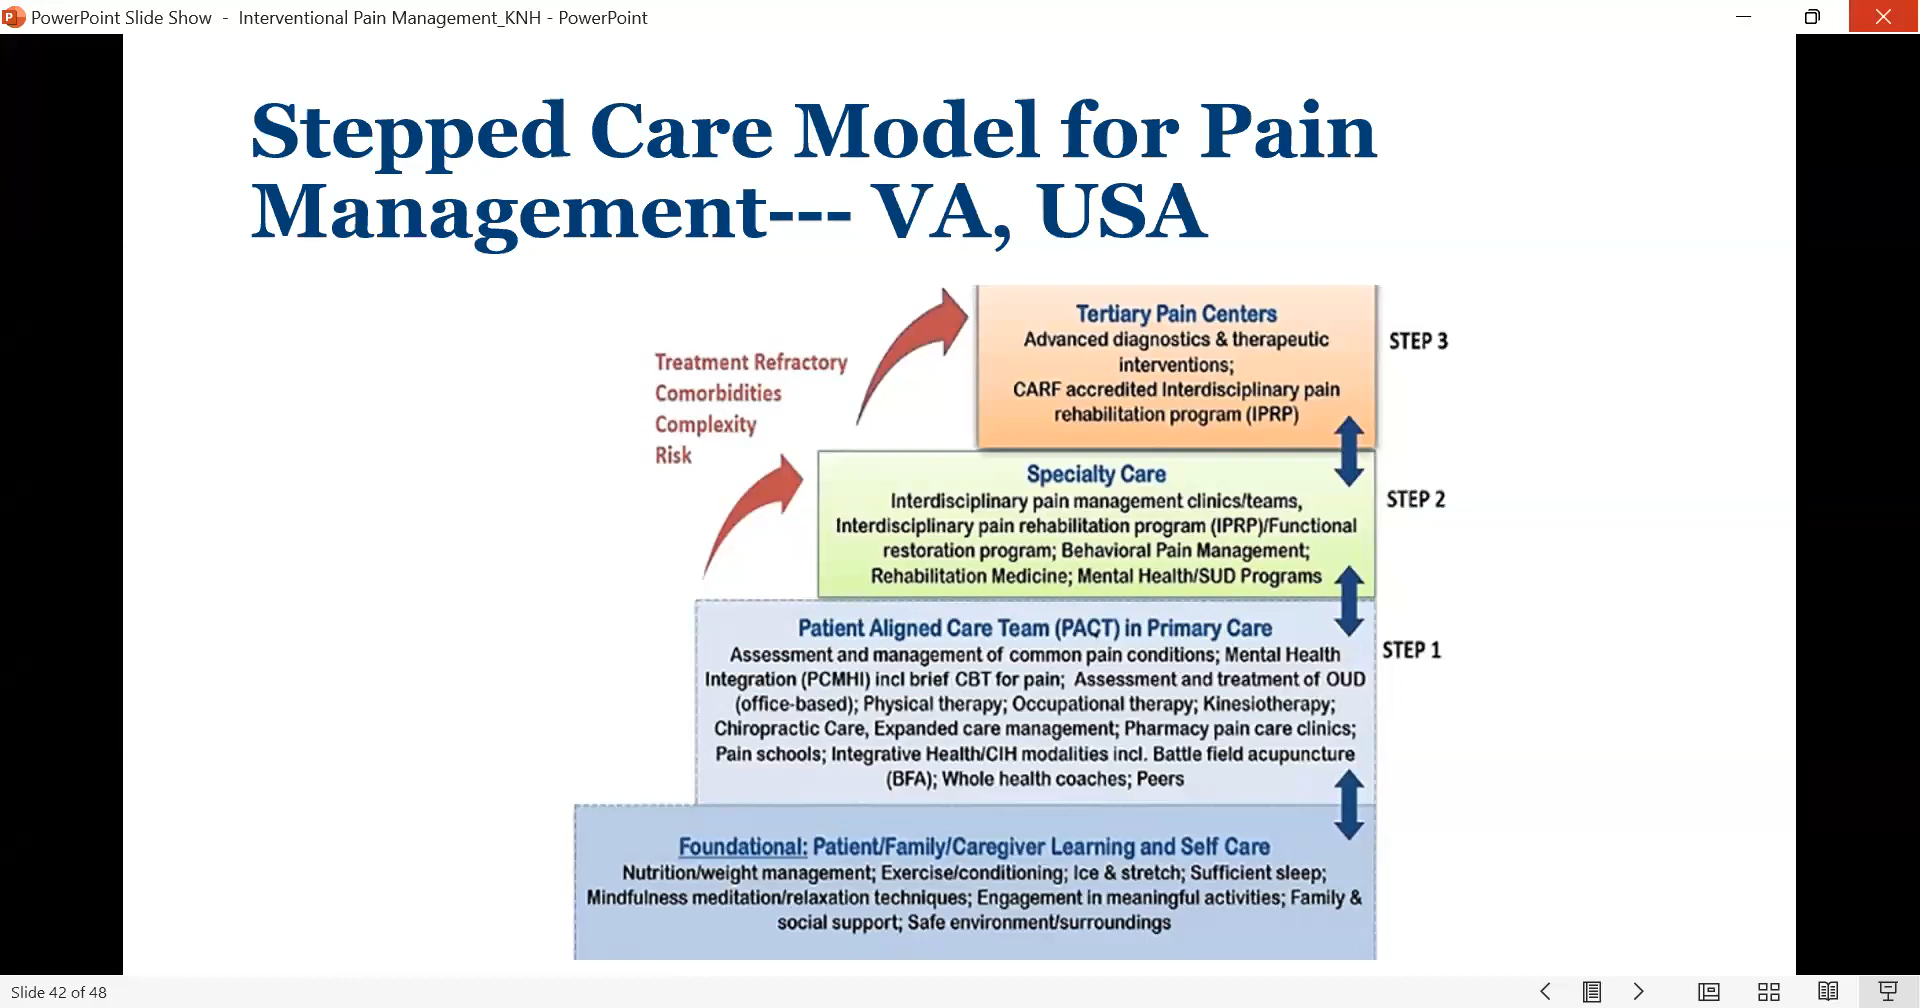 PowerPoint Slide Show - Interventional Pain Management_KNH - PowerPoint
Stepped Care Model for Pain
Management--- VA, USA
Treatment Refractory
Comorbidities
Complexity
Risk
Tertiary Pain Centers
Advanced diagnostics & therapeutic
interventions;
CARF accredited Interdisciplinary pain
rehabilitation program (IPRP)
STEP 3
Specialty Care
Interdisciplinary pain management clinics/teams,
Interdisciplinary pain rehabilitation program (IPRP)/Functional
restoration program; Behavioral Pain Management;
Rehabilitation Medicine; Mental Health/SUD Programs
STEP 2
Patient Aligned Care Team (PACT) in Primary Care
Assessment and management of common pain conditions; Mental Health
Integration (PCMHI) incl brief CBT for pain; Assessment and treatment of OUD
(office-based); Physical therapy; Occupational therapy; Kinesiotherapy;
Chiropractic Care, Expanded care management; Pharmacy pain care clinics;
Pain schools; Integrative Health/CIH modalities incl. Battle field acupuncture
(BFA); Whole health coaches; Peers
STEP 1
Foundational: Patient/Family/Caregiver Learning and Self Care
Nutrition/weight management; Exercise/conditioning; Ice & stretch; Sufficient sleep;
Mindfulness meditation/relaxation techniques; Engagement in meaningful activities; Family &
social support; Safe environment/surroundings
Slide 42 of 48